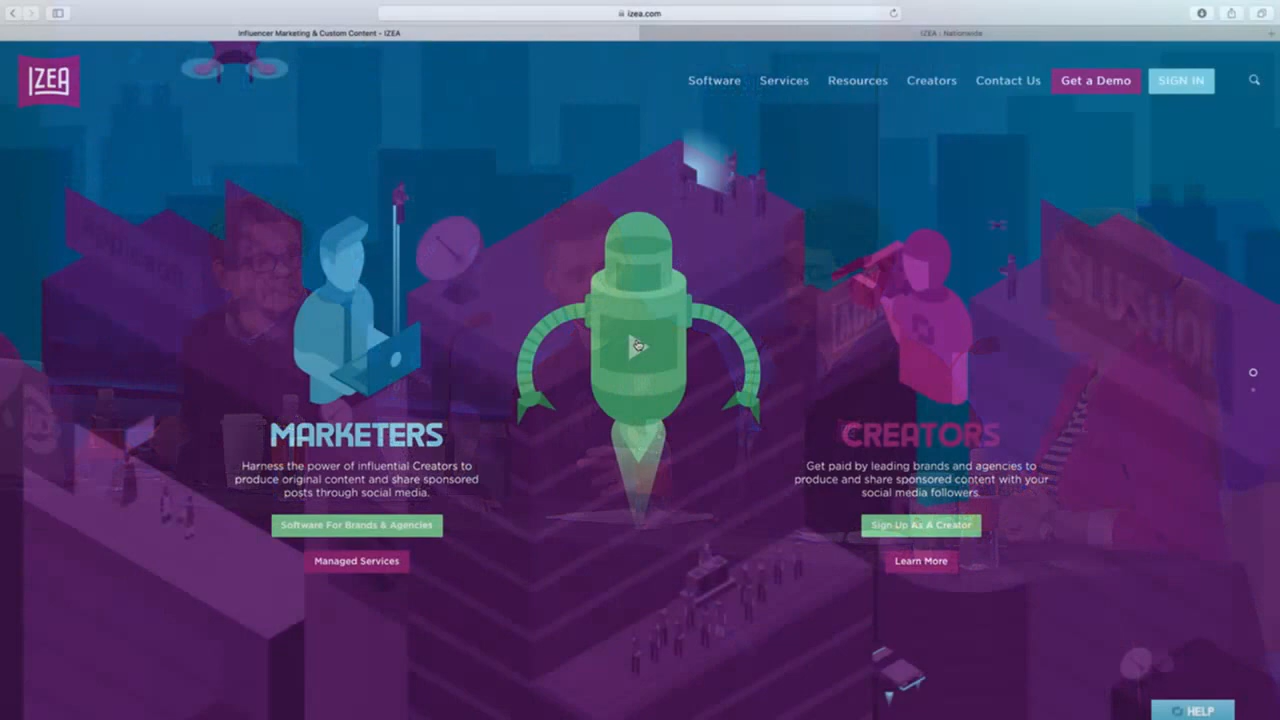 izea.com
Influencer Marketing & Custom Content - IZEA
IZEA - Nationwide
IZEA
Software
Services
Resources
Creators
Contact Us
Get a Demo
SIGN IN
MARKETERS
Harness the power of influential Creators to
produce original content and share sponsored
posts through social media.
Software For Brands & Agencies
Managed Services
CREATORS
Get paid by leading brands and agencies to
produce and share sponsored content with your
social media followers.
Sign Up As A Creator
Learn More
HELP